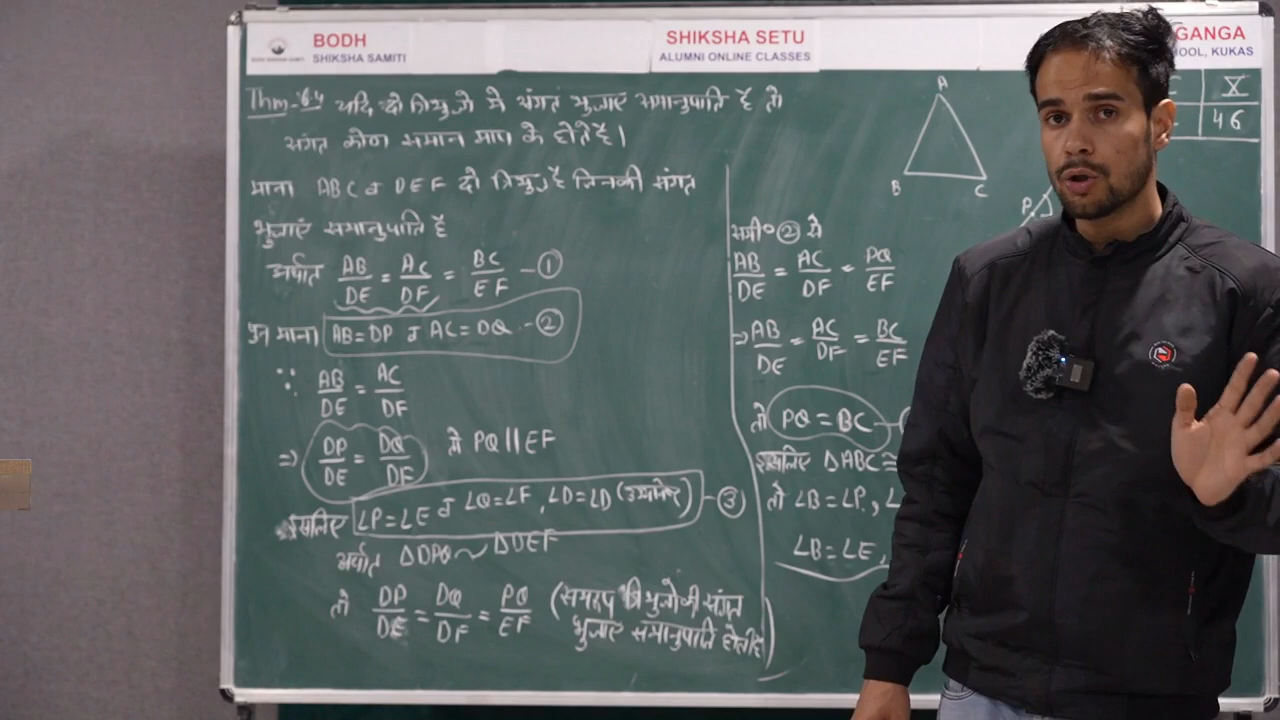 BODH
SHIKSHA SAMITI
SHIKSHA SETU
ALUMNI ONLINE CLASSES
GANGA
OOL, KUKAS
X
46
Thm-6.4 यदि दो त्रिभुजो मे संगत भुजाए समानुपाति है तो
संगत कोण समान माप के होते है।
माना ABC व DEF दो त्रिभुज है जिनकी संगत
भुजाएं समानुपाति है
अर्थात AB/DE = AC/DF = BC/EF - ①
पुन माना AB=DP व AC=DQ - ②
∵ AB/DE = AC/DF
⇒ DP/DE = DQ/DF से PQ || EF
इसलिए ∠P=∠E व ∠Q=∠F, ∠D=∠D (उभयनिष्ट) - ③
अर्थात ΔDPQ ~ ΔDEF
तो DP/DE = DQ/DF = PQ/EF (समरूप त्रिभुजो की संगत
भुजाए समानुपाति होती है)
समी० ② से
AB/DE = AC/DF = PQ/EF
⇒ AB/DE = AC/DF = BC/EF
तो PQ = BC
इसलिए ΔABC ≅
तो ∠B=∠P, ∠
∠B=∠E,
A
B
C
P